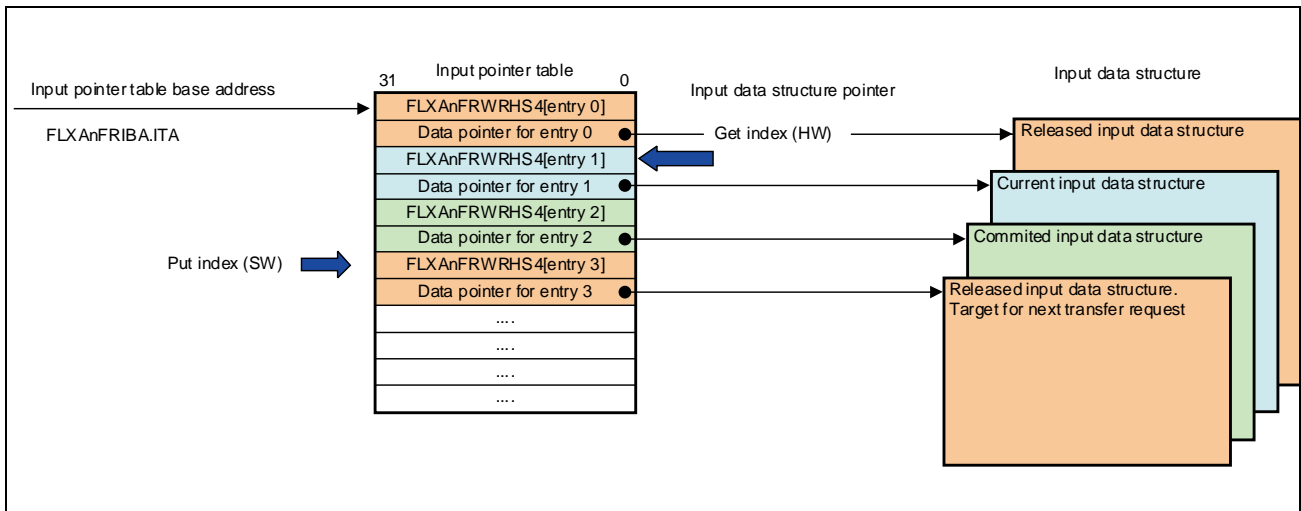 Input pointer table
Input data structure
31
0
Input pointer table base address
Input data structure pointer
FLXAnFRIBA.ITA
FLXAnFRWRHS4[entry 0]
Data pointer for entry 0
Get index (HW)
Released input data structure
FLXAnFRWRHS4[entry 1]
Data pointer for entry 1
Current input data structure
FLXAnFRWRHS4[entry 2]
Data pointer for entry 2
Commited input data structure
Put index (SW)
FLXAnFRWRHS4[entry 3]
Data pointer for entry 3
Released input data structure.
Target for next transfer request
....
....
....
....